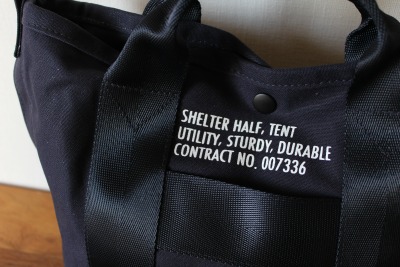 SHELTER HALF, TENT
UTILITY, STURDY, DURABLE
CONTRACT NO. 007336